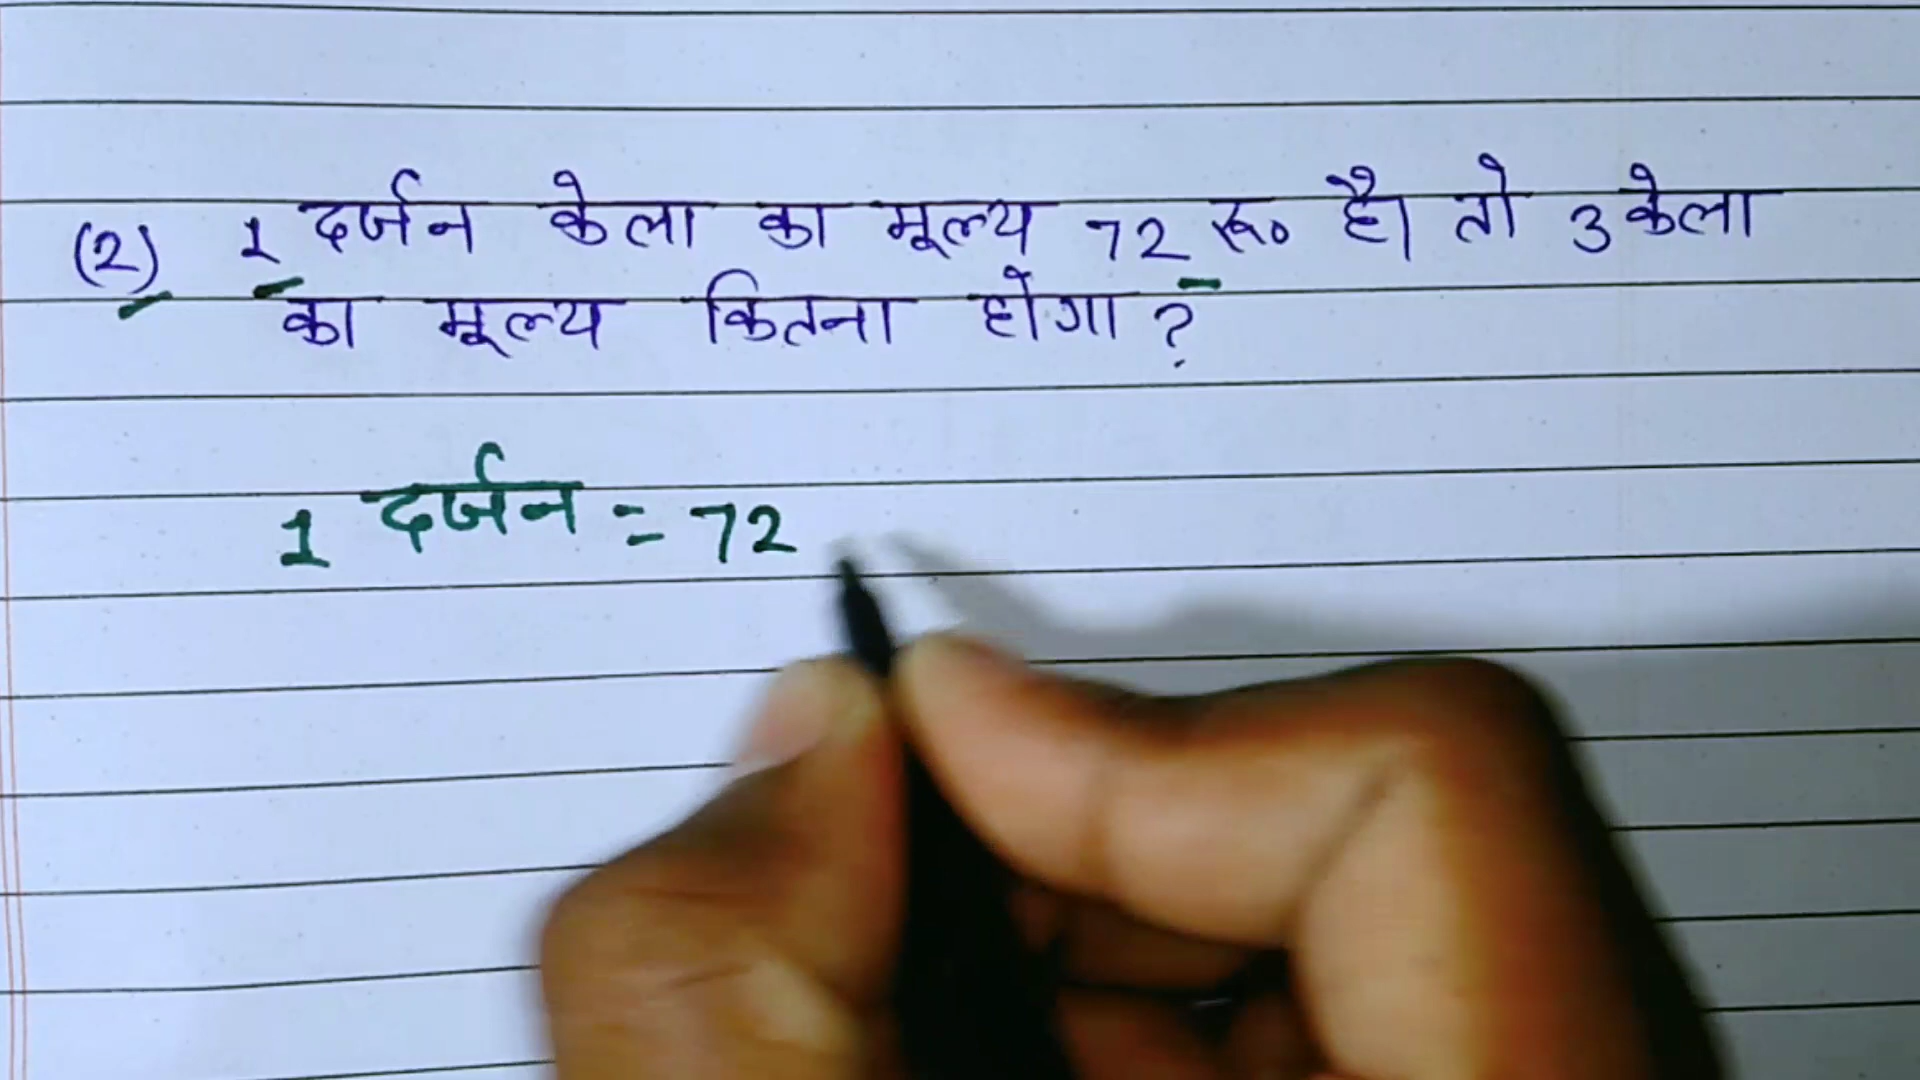 (2) 1 दर्जन केला का मूल्य 72 रू० है। तो 3 केला
का मूल्य कितना होगा ?
1 दर्जन = 72